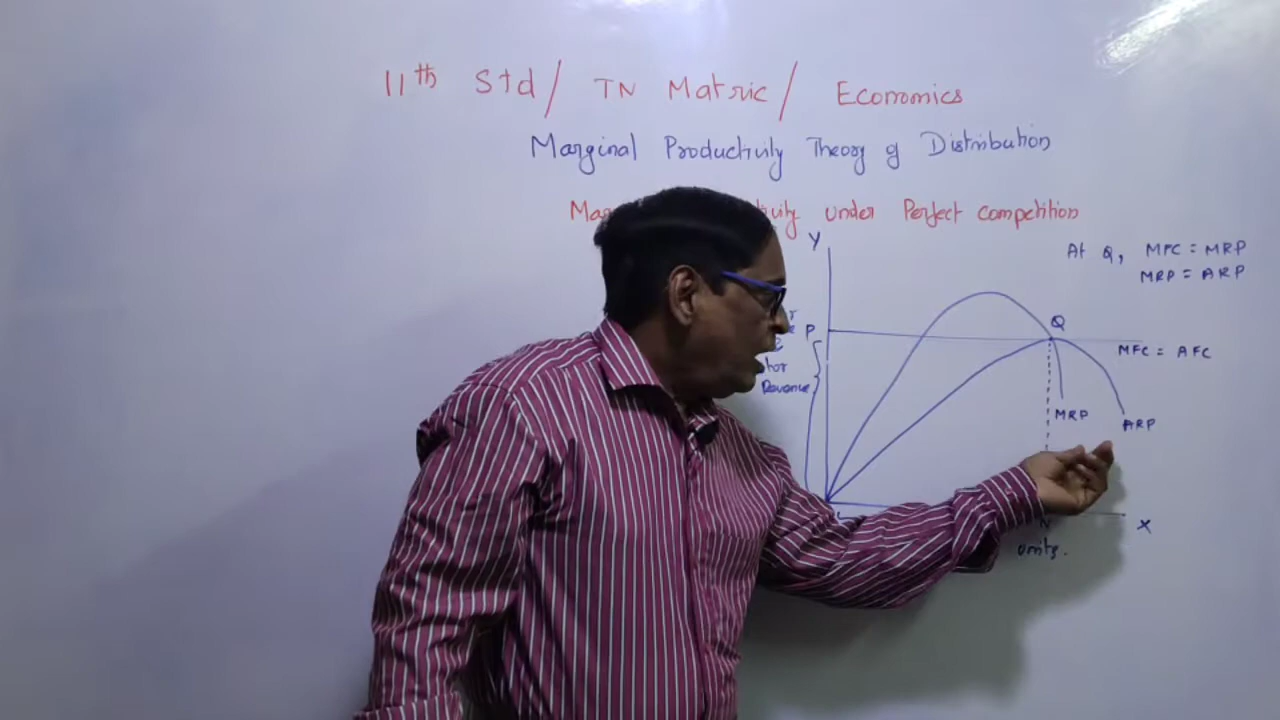 11th Std / TN Matric / Economics
Marginal Productivity Theory of Distribution
under Perfect competition
Y
At Q, MFC = MRP
MRP = ARP
Q
P
MFC = AFC
Revenue
MRP
ARP
N
X
units.